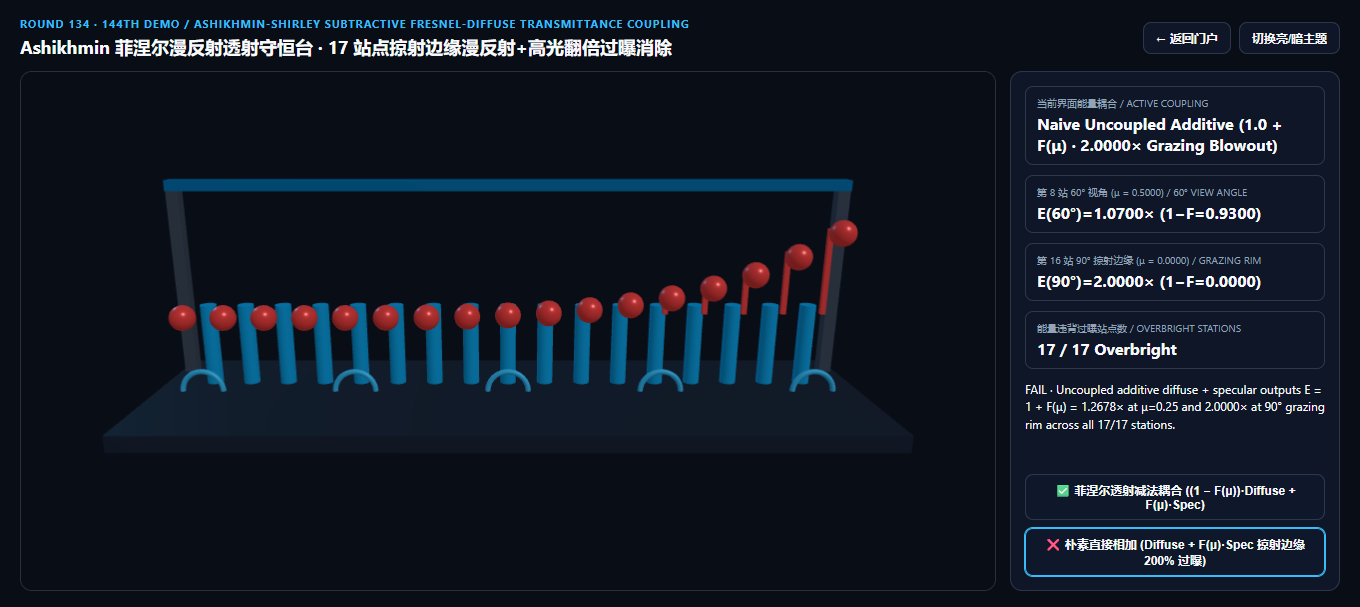 ROUND 134 · 144TH DEMO / ASHIKHMIN-SHIRLEY SUBTRACTIVE FRESNEL-DIFFUSE TRANSMITTANCE COUPLING
Ashikhmin 菲涅尔漫反射透射守恒台 · 17 站点掠射边缘漫反射+高光翻倍过曝消除
← 返回门户
切换亮/暗主题
当前界面能量耦合 / ACTIVE COUPLING
Naive Uncoupled Additive (1.0 +
F(μ) · 2.0000× Grazing Blowout)
第 8 站 60° 视角 (μ = 0.5000) / 60° VIEW ANGLE
E(60°)=1.0700× (1−F=0.9300)
第 16 站 90° 掠射边缘 (μ = 0.0000) / GRAZING RIM
E(90°)=2.0000× (1−F=0.0000)
能量违背过曝站点数 / OVERBRIGHT STATIONS
17 / 17 Overbright
FAIL · Uncoupled additive diffuse + specular outputs E =
1 + F(μ) = 1.2678× at μ=0.25 and 2.0000× at 90° grazing
rim across all 17/17 stations.
✅ 菲涅尔透射减法耦合 ((1 − F(μ))·Diffuse +
F(μ)·Spec)
❌ 朴素直接相加 (Diffuse + F(μ)·Spec 掠射边缘
200% 过曝)